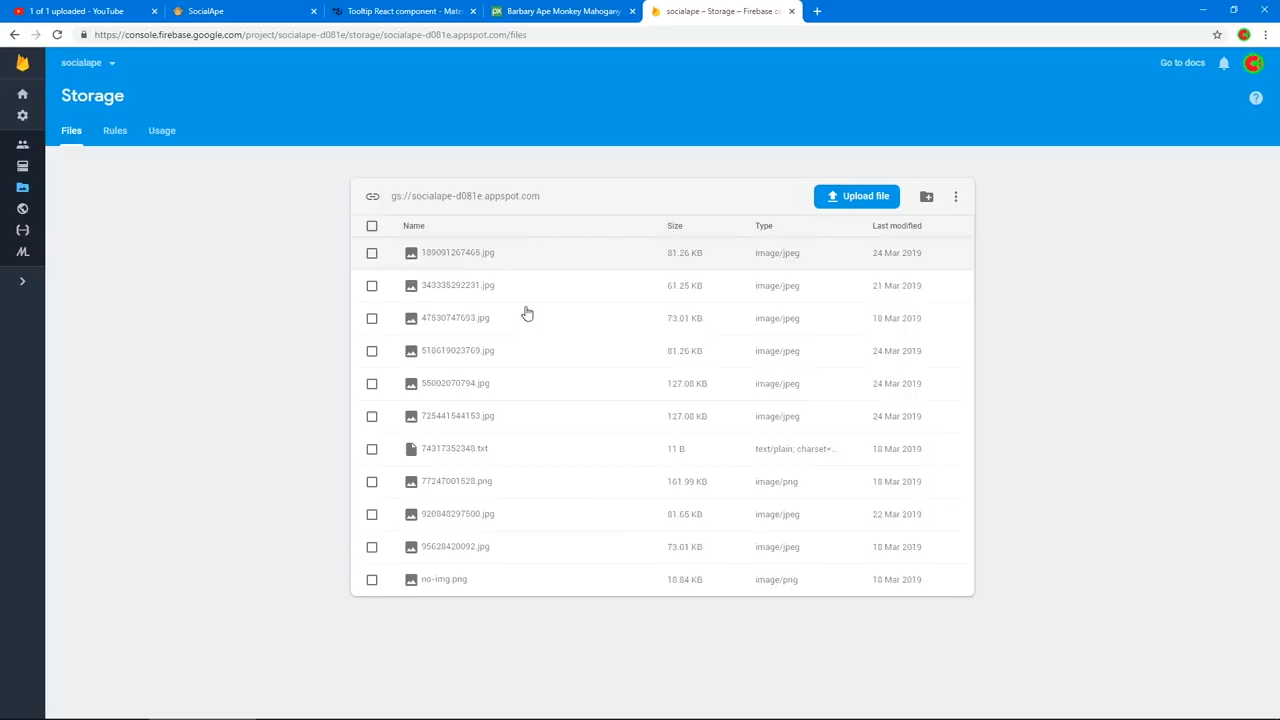 1 of 1 uploaded - YouTube
SocialApe
Tooltip React component - Mate
Barbary Ape Monkey Mahogany
socialape – Storage – Firebase co
https://console.firebase.google.com/project/socialape-d081e/storage/socialape-d081e.appspot.com/files
socialape
Go to docs
Storage
Files Rules Usage
gs://socialape-d081e.appspot.com
Upload file
Name Size Type Last modified
189091267465.jpg 81.26 KB image/jpeg 24 Mar 2019
343335292231.jpg 61.25 KB image/jpeg 21 Mar 2019
47530747693.jpg 73.01 KB image/jpeg 18 Mar 2019
518619023769.jpg 81.26 KB image/jpeg 24 Mar 2019
55002070794.jpg 127.08 KB image/jpeg 24 Mar 2019
725441544153.jpg 127.08 KB image/jpeg 24 Mar 2019
74317352348.txt 11 B text/plain; charset=… 18 Mar 2019
77247001528.png 161.99 KB image/png 18 Mar 2019
920848297500.jpg 81.65 KB image/jpeg 22 Mar 2019
95628420092.jpg 73.01 KB image/jpeg 18 Mar 2019
no-img.png 18.84 KB image/png 18 Mar 2019